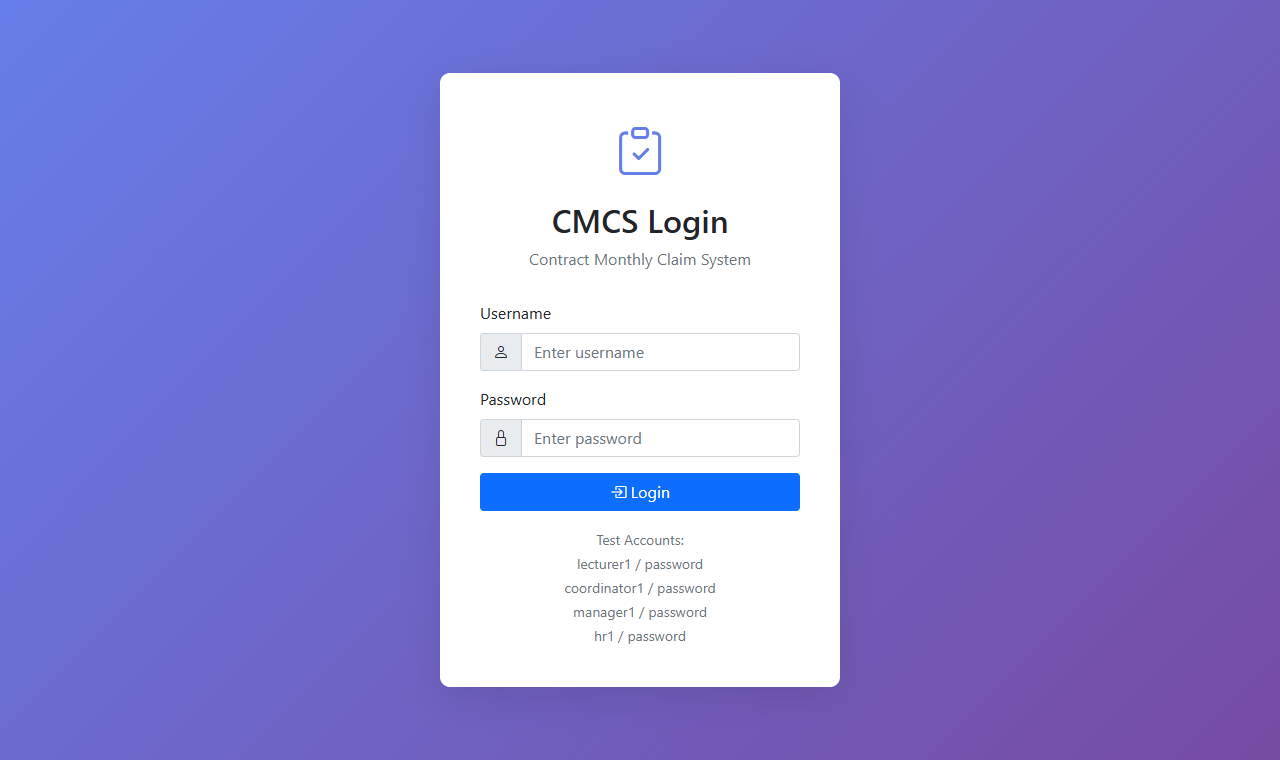 CMCS Login
Contract Monthly Claim System
Username
Enter username
Password
Enter password
Login
Test Accounts:
lecturer1 / password
coordinator1 / password
manager1 / password
hr1 / password